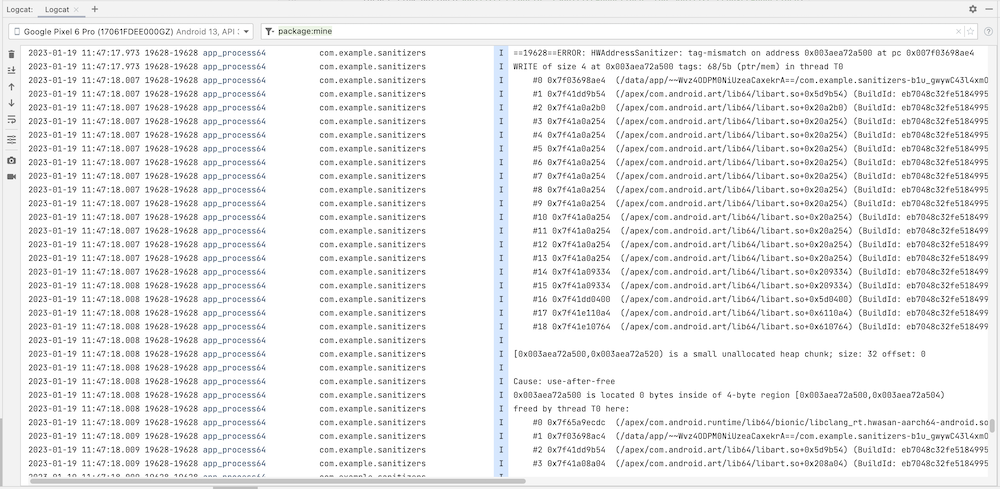 Logcat: Logcat × +
Google Pixel 6 Pro (17061FDEE000GZ) Android 13, API : package:mine
2023-01-19 11:47:17.973 19628-19628 app_process64 com.example.sanitizers I ==19628==ERROR: HWAddressSanitizer: tag-mismatch on address 0x003aea72a500 at pc 0x007f03698ae4
2023-01-19 11:47:17.973 19628-19628 app_process64 com.example.sanitizers I WRITE of size 4 at 0x003aea72a500 tags: 68/5b (ptr/mem) in thread T0
2023-01-19 11:47:18.007 19628-19628 app_process64 com.example.sanitizers I #0 0x7f03698ae4 (/data/app/~~Wvz4ODPM0NiUzeaCaxekrA==/com.example.sanitizers-b1u_gwywC43l4xmO
2023-01-19 11:47:18.007 19628-19628 app_process64 com.example.sanitizers I #1 0x7f41dd9b54 (/apex/com.android.art/lib64/libart.so+0x5d9b54) (BuildId: eb7048c32fe5184995
2023-01-19 11:47:18.007 19628-19628 app_process64 com.example.sanitizers I #2 0x7f41a0a2b0 (/apex/com.android.art/lib64/libart.so+0x20a2b0) (BuildId: eb7048c32fe5184995
2023-01-19 11:47:18.007 19628-19628 app_process64 com.example.sanitizers I #3 0x7f41a0a254 (/apex/com.android.art/lib64/libart.so+0x20a254) (BuildId: eb7048c32fe5184995
2023-01-19 11:47:18.007 19628-19628 app_process64 com.example.sanitizers I #4 0x7f41a0a254 (/apex/com.android.art/lib64/libart.so+0x20a254) (BuildId: eb7048c32fe5184995
2023-01-19 11:47:18.007 19628-19628 app_process64 com.example.sanitizers I #5 0x7f41a0a254 (/apex/com.android.art/lib64/libart.so+0x20a254) (BuildId: eb7048c32fe5184995
2023-01-19 11:47:18.007 19628-19628 app_process64 com.example.sanitizers I #6 0x7f41a0a254 (/apex/com.android.art/lib64/libart.so+0x20a254) (BuildId: eb7048c32fe5184995
2023-01-19 11:47:18.007 19628-19628 app_process64 com.example.sanitizers I #7 0x7f41a0a254 (/apex/com.android.art/lib64/libart.so+0x20a254) (BuildId: eb7048c32fe5184995
2023-01-19 11:47:18.007 19628-19628 app_process64 com.example.sanitizers I #8 0x7f41a0a254 (/apex/com.android.art/lib64/libart.so+0x20a254) (BuildId: eb7048c32fe5184995
2023-01-19 11:47:18.007 19628-19628 app_process64 com.example.sanitizers I #9 0x7f41a0a254 (/apex/com.android.art/lib64/libart.so+0x20a254) (BuildId: eb7048c32fe5184995
2023-01-19 11:47:18.007 19628-19628 app_process64 com.example.sanitizers I #10 0x7f41a0a254 (/apex/com.android.art/lib64/libart.so+0x20a254) (BuildId: eb7048c32fe518499
2023-01-19 11:47:18.007 19628-19628 app_process64 com.example.sanitizers I #11 0x7f41a0a254 (/apex/com.android.art/lib64/libart.so+0x20a254) (BuildId: eb7048c32fe518499
2023-01-19 11:47:18.007 19628-19628 app_process64 com.example.sanitizers I #12 0x7f41a0a254 (/apex/com.android.art/lib64/libart.so+0x20a254) (BuildId: eb7048c32fe518499
2023-01-19 11:47:18.008 19628-19628 app_process64 com.example.sanitizers I #13 0x7f41a0a254 (/apex/com.android.art/lib64/libart.so+0x20a254) (BuildId: eb7048c32fe518499
2023-01-19 11:47:18.008 19628-19628 app_process64 com.example.sanitizers I #14 0x7f41a09334 (/apex/com.android.art/lib64/libart.so+0x209334) (BuildId: eb7048c32fe518499
2023-01-19 11:47:18.008 19628-19628 app_process64 com.example.sanitizers I #15 0x7f41a09334 (/apex/com.android.art/lib64/libart.so+0x209334) (BuildId: eb7048c32fe518499
2023-01-19 11:47:18.008 19628-19628 app_process64 com.example.sanitizers I #16 0x7f41dd0400 (/apex/com.android.art/lib64/libart.so+0x5d0400) (BuildId: eb7048c32fe518499
2023-01-19 11:47:18.008 19628-19628 app_process64 com.example.sanitizers I #17 0x7f41e110a4 (/apex/com.android.art/lib64/libart.so+0x6110a4) (BuildId: eb7048c32fe518499
2023-01-19 11:47:18.008 19628-19628 app_process64 com.example.sanitizers I #18 0x7f41e10764 (/apex/com.android.art/lib64/libart.so+0x610764) (BuildId: eb7048c32fe518499
2023-01-19 11:47:18.008 19628-19628 app_process64 com.example.sanitizers I
2023-01-19 11:47:18.008 19628-19628 app_process64 com.example.sanitizers I [0x003aea72a500,0x003aea72a520) is a small unallocated heap chunk; size: 32 offset: 0
2023-01-19 11:47:18.008 19628-19628 app_process64 com.example.sanitizers I
2023-01-19 11:47:18.008 19628-19628 app_process64 com.example.sanitizers I Cause: use-after-free
2023-01-19 11:47:18.008 19628-19628 app_process64 com.example.sanitizers I 0x003aea72a500 is located 0 bytes inside of 4-byte region [0x003aea72a500,0x003aea72a504)
2023-01-19 11:47:18.008 19628-19628 app_process64 com.example.sanitizers I freed by thread T0 here:
2023-01-19 11:47:18.009 19628-19628 app_process64 com.example.sanitizers I #0 0x7f65a9ecdc (/apex/com.android.runtime/lib64/bionic/libclang_rt.hwasan-aarch64-android.so
2023-01-19 11:47:18.009 19628-19628 app_process64 com.example.sanitizers I #1 0x7f03698ac4 (/data/app/~~Wvz4ODPM0NiUzeaCaxekrA==/com.example.sanitizers-b1u_gwywC43l4xmO
2023-01-19 11:47:18.009 19628-19628 app_process64 com.example.sanitizers I #2 0x7f41dd9b54 (/apex/com.android.art/lib64/libart.so+0x5d9b54) (BuildId: eb7048c32fe5184995
2023-01-19 11:47:18.009 19628-19628 app_process64 com.example.sanitizers I #3 0x7f41a08a04 (/apex/com.android.art/lib64/libart.so+0x208a04) (BuildId: eb7048c32fe5184995